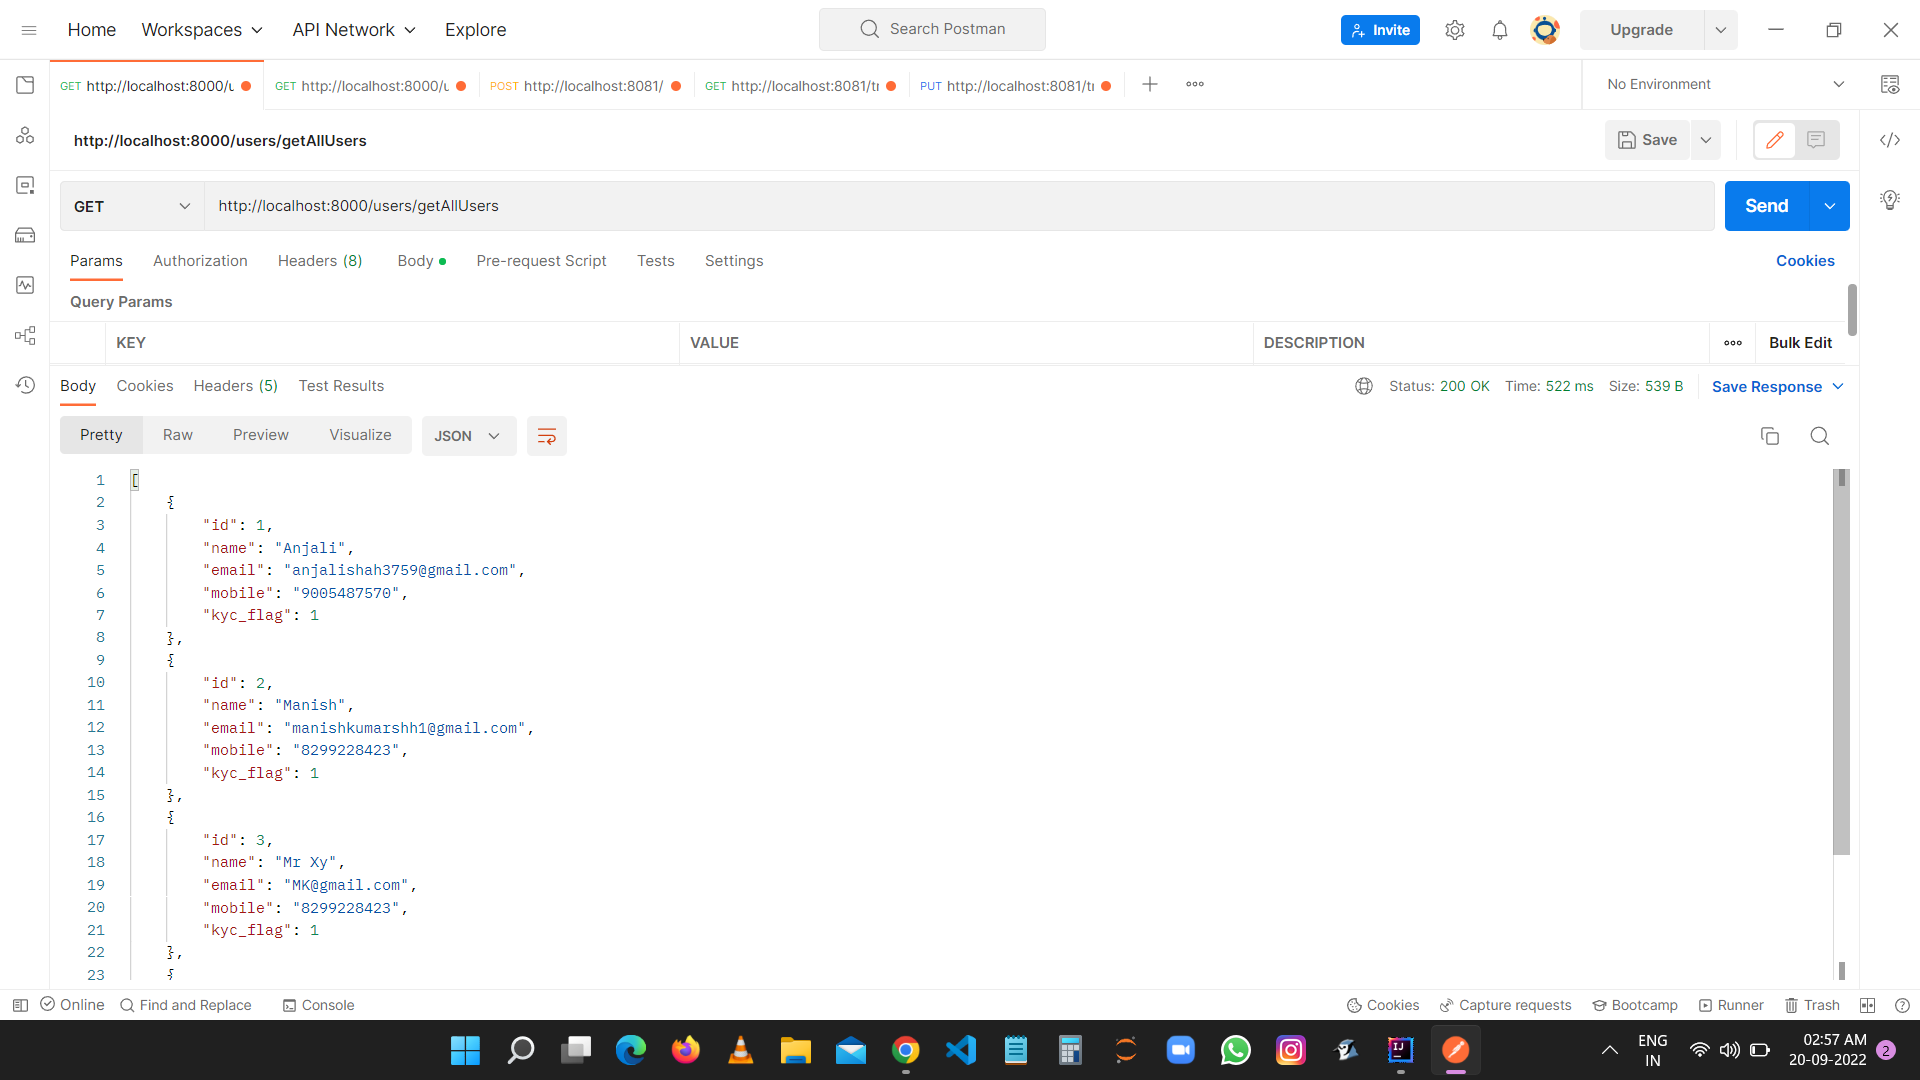 Home Workspaces API Network Explore Search Postman Invite Upgrade
GET http://localhost:8000/u GET http://localhost:8000/u POST http://localhost:8081/ GET http://localhost:8081/tr PUT http://localhost:8081/tr No Environment
http://localhost:8000/users/getAllUsers Save
GET http://localhost:8000/users/getAllUsers Send
Params Authorization Headers (8) Body Pre-request Script Tests Settings Cookies
Query Params
KEY VALUE DESCRIPTION Bulk Edit
Body Cookies Headers (5) Test Results Status: 200 OK Time: 522 ms Size: 539 B Save Response
Pretty Raw Preview Visualize JSON
1 [
2 {
3 "id": 1,
4 "name": "Anjali",
5 "email": "anjalishah3759@gmail.com",
6 "mobile": "9005487570",
7 "kyc_flag": 1
8 },
9 {
10 "id": 2,
11 "name": "Manish",
12 "email": "manishkumarshh1@gmail.com",
13 "mobile": "8299228423",
14 "kyc_flag": 1
15 },
16 {
17 "id": 3,
18 "name": "Mr Xy",
19 "email": "MK@gmail.com",
20 "mobile": "8299228423",
21 "kyc_flag": 1
22 },
23 {
Online Find and Replace Console Cookies Capture requests Bootcamp Runner Trash
ENG
IN
02:57 AM
20-09-2022
2